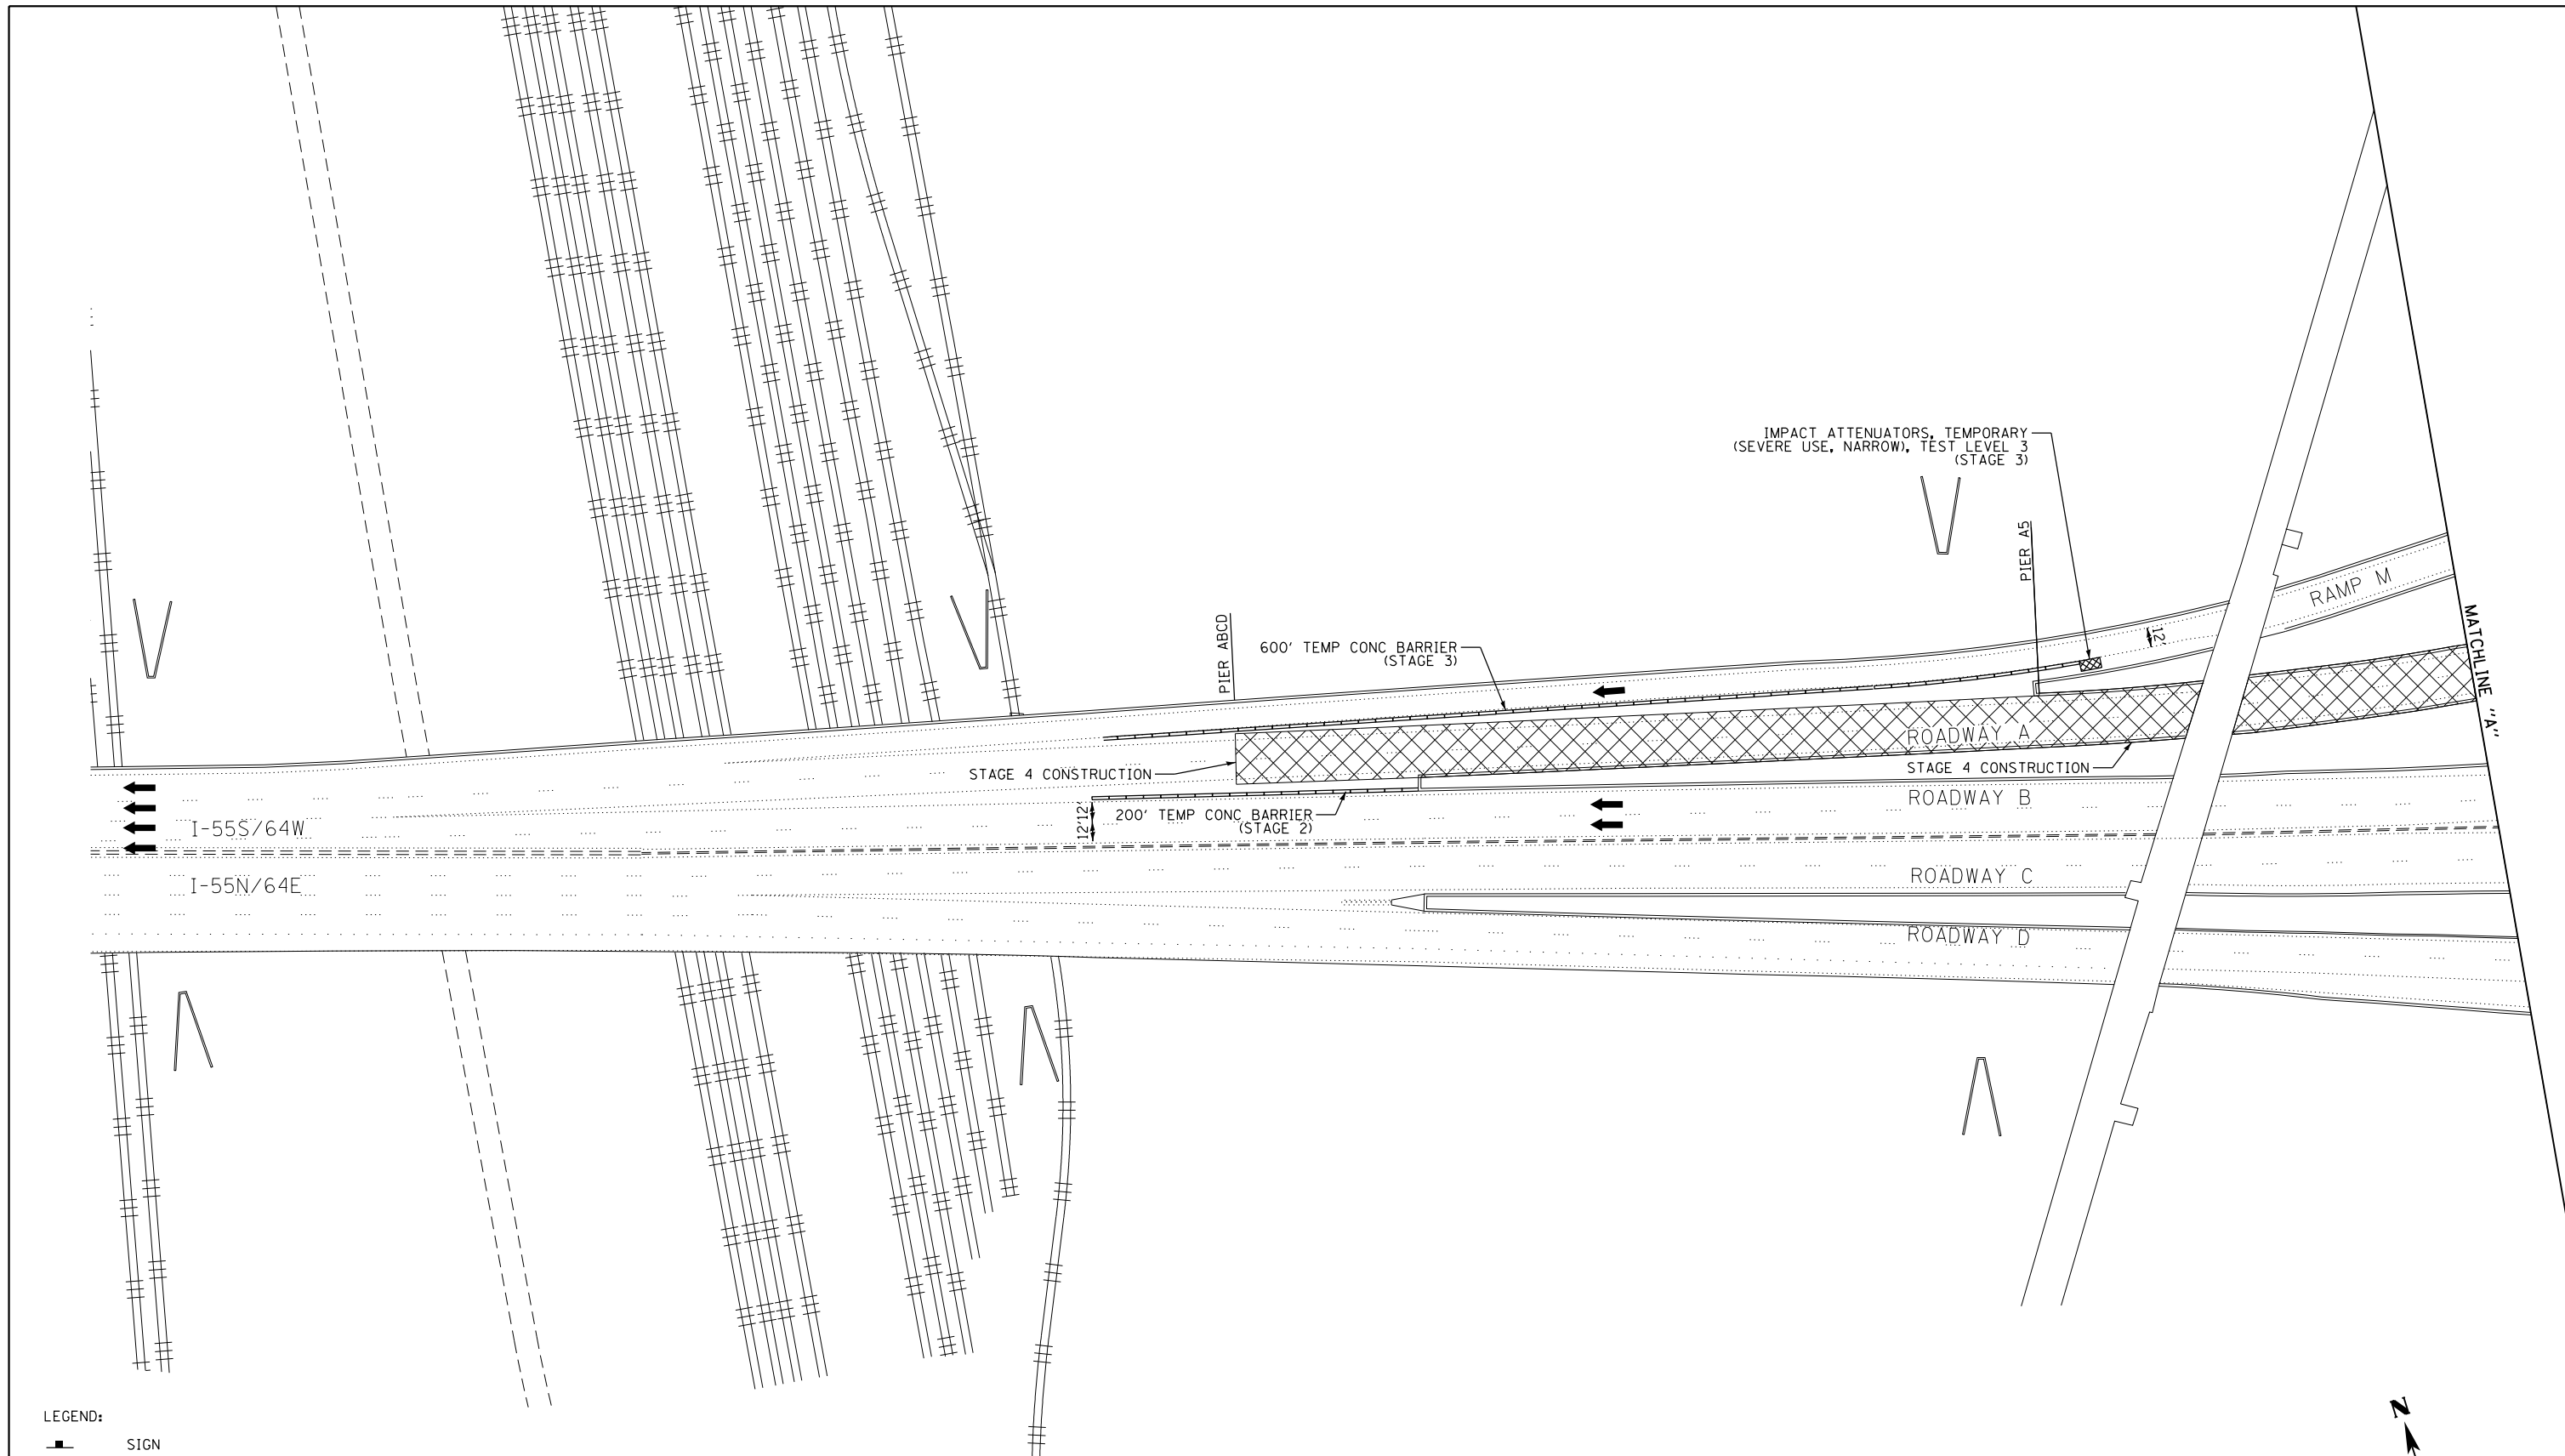 IMPACT ATTENUATORS, TEMPORARY
(SEVERE USE, NARROW), TEST LEVEL 3
(STAGE 3)
PIER A5
RAMP M
MATCHLINE "A"
12'
PIER ABCD
600' TEMP CONC BARRIER
(STAGE 3)
ROADWAY A
STAGE 4 CONSTRUCTION
STAGE 4 CONSTRUCTION
ROADWAY B
200' TEMP CONC BARRIER
(STAGE 2)
12'
12'
I-55S/64W
I-55N/64E
ROADWAY C
ROADWAY D
N
LEGEND:
SIGN